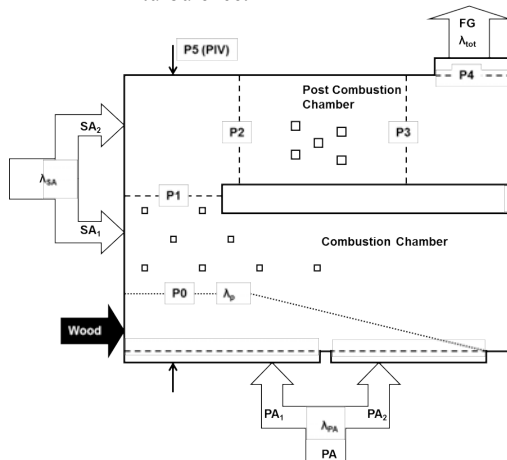 P5 (PIV)
FG
λtot
P4
Post Combustion
Chamber
SA2
P2
P3
λSA
P1
SA1
Combustion Chamber
P0
λp
Wood
PA1
PA2
λPA
PA